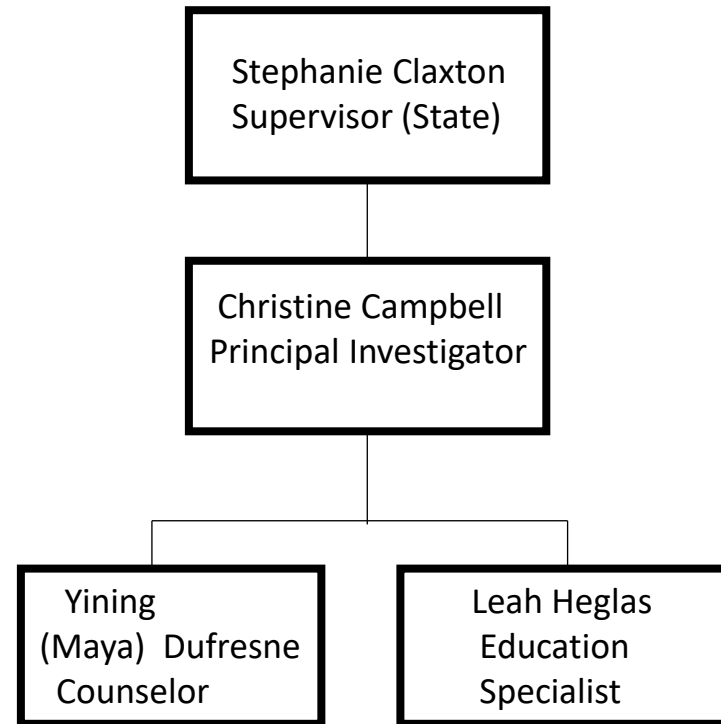 Stephanie Claxton
Supervisor (State)
Christine Campbell
Principal Investigator
Yining
(Maya) Dufresne
Counselor
Leah Heglas
Education
Specialist